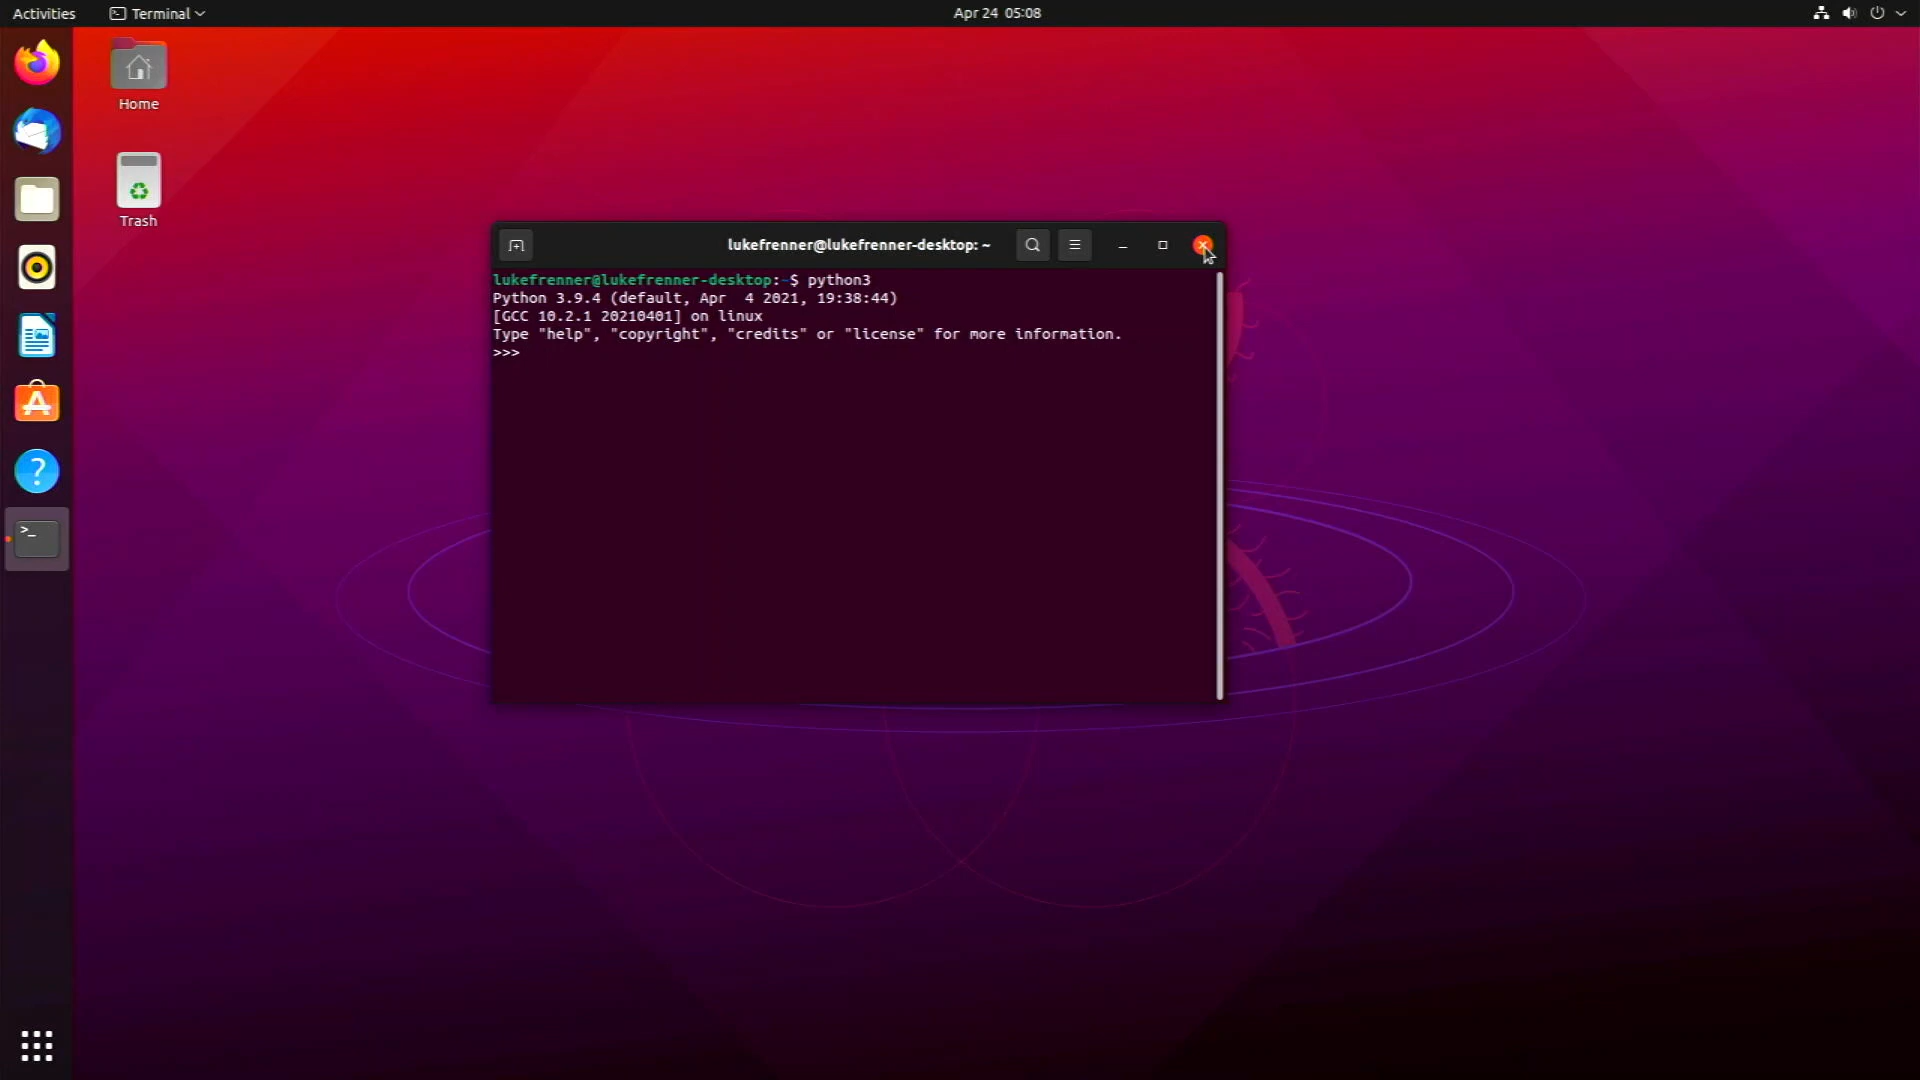 Activities
Terminal
Apr 24 05:08
Home
Trash
lukefrenner@lukefrenner-desktop: ~
lukefrenner@lukefrenner-desktop:~$ python3
Python 3.9.4 (default, Apr  4 2021, 19:38:44)
[GCC 10.2.1 20210401] on linux
Type "help", "copyright", "credits" or "license" for more information.
>>>